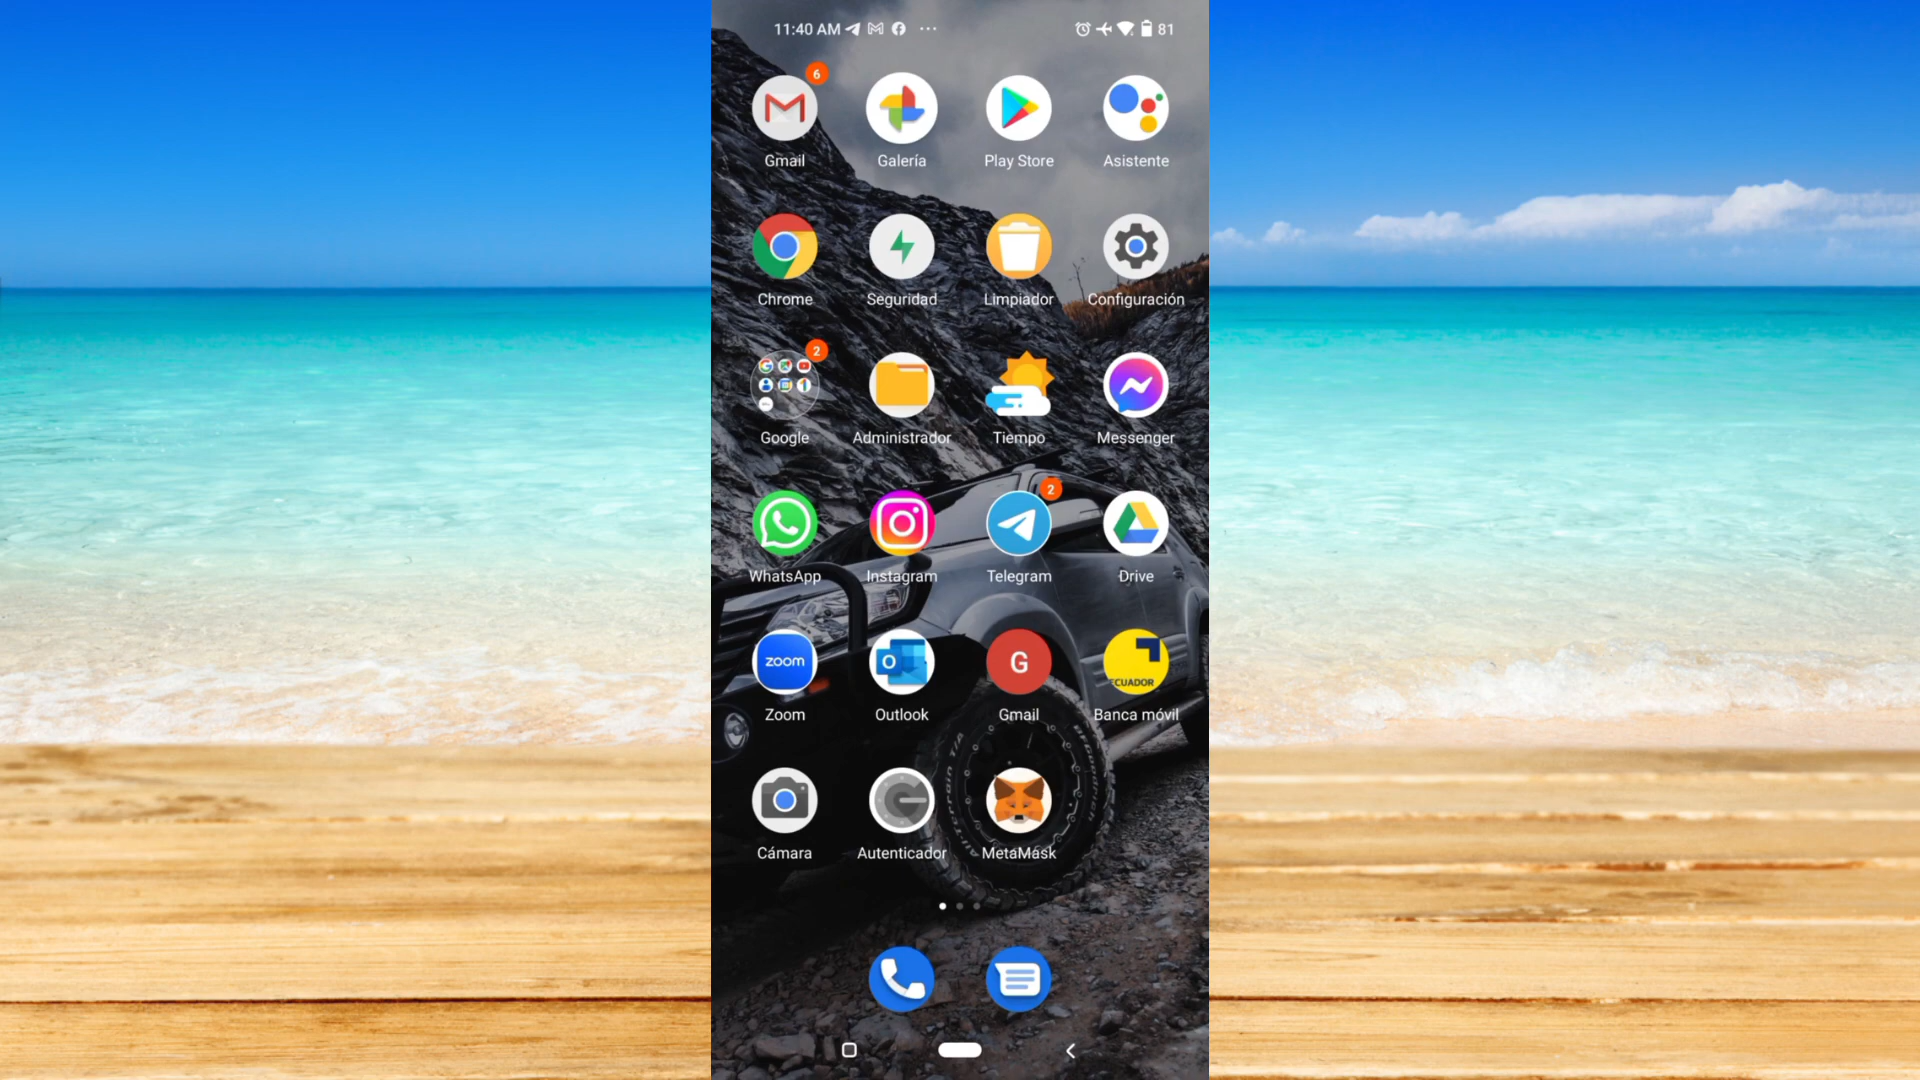 11:40 AM
81
6
Gmail
Galería
Play Store
Asistente
Chrome
Seguridad
Limpiador
Configuración
2
Google
Administrador
Tiempo
Messenger
2
WhatsApp
Instagram
Telegram
Drive
zoom
O
G
ECUADOR
Zoom
Outlook
Gmail
Banca móvil
Cámara
Autenticador
MetaMask